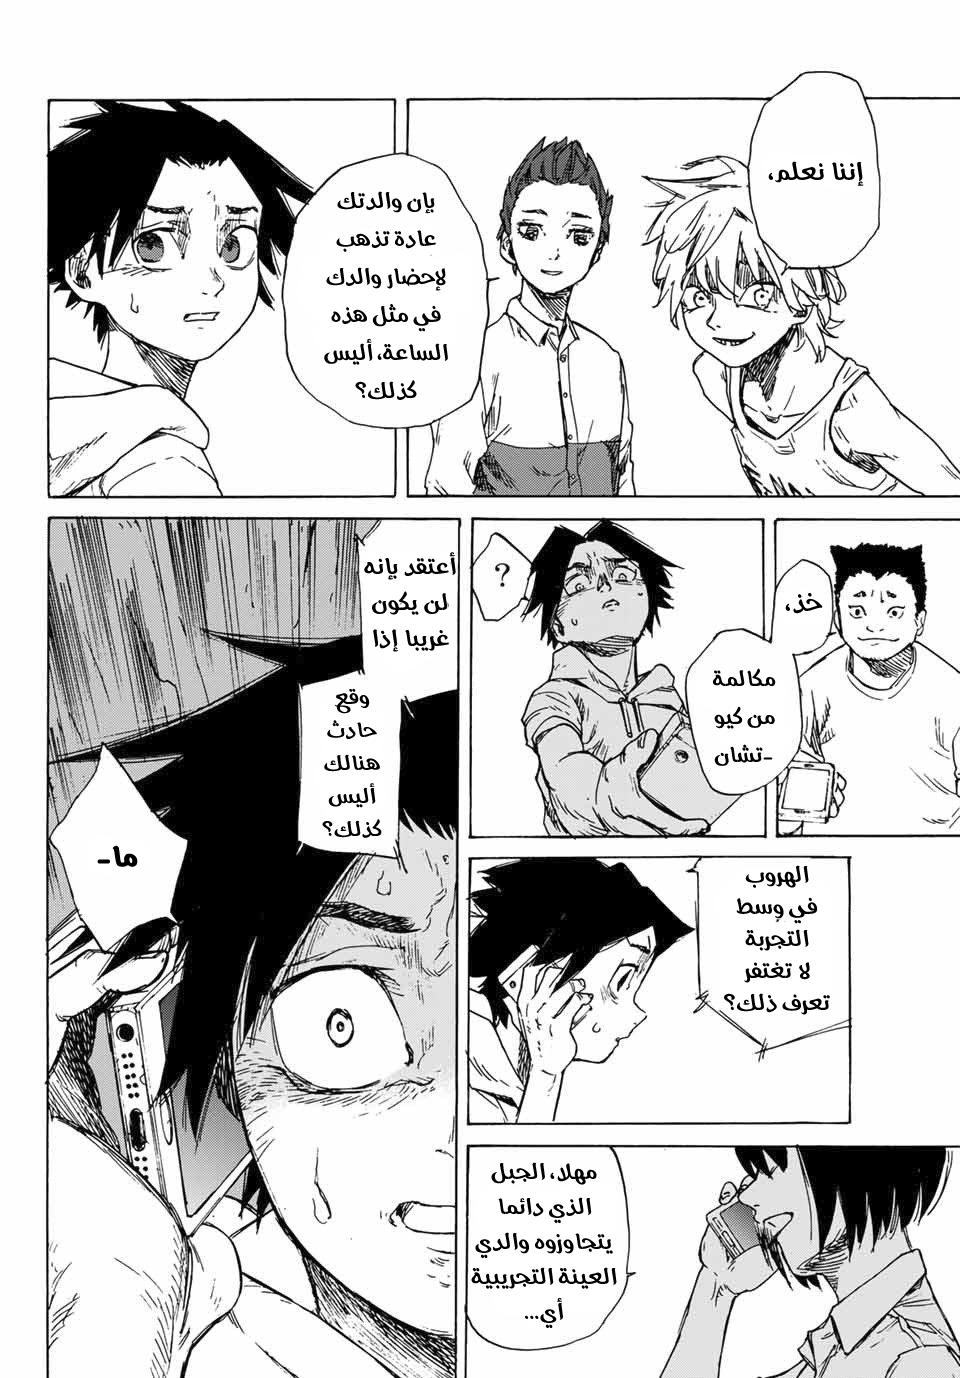 إننا نعلم،
بإن والدتك
عادة تذهب
لإحضار والدك
في مثل هذه
الساعة، أليس
كذلك؟
خذ،
مكالمة
من كيو
-تشان
؟
الهروب
في وسط
التجربة
لا تغتفر
تعرف ذلك؟
مهلا، الجبل
الذي دائما
يتجاوزوه والدي
العينة التجريبية
أي...
أعتقد بإنه
لن يكون
غريبا إذا
وقع
حادث
هنالك
أليس
كذلك؟
ما-